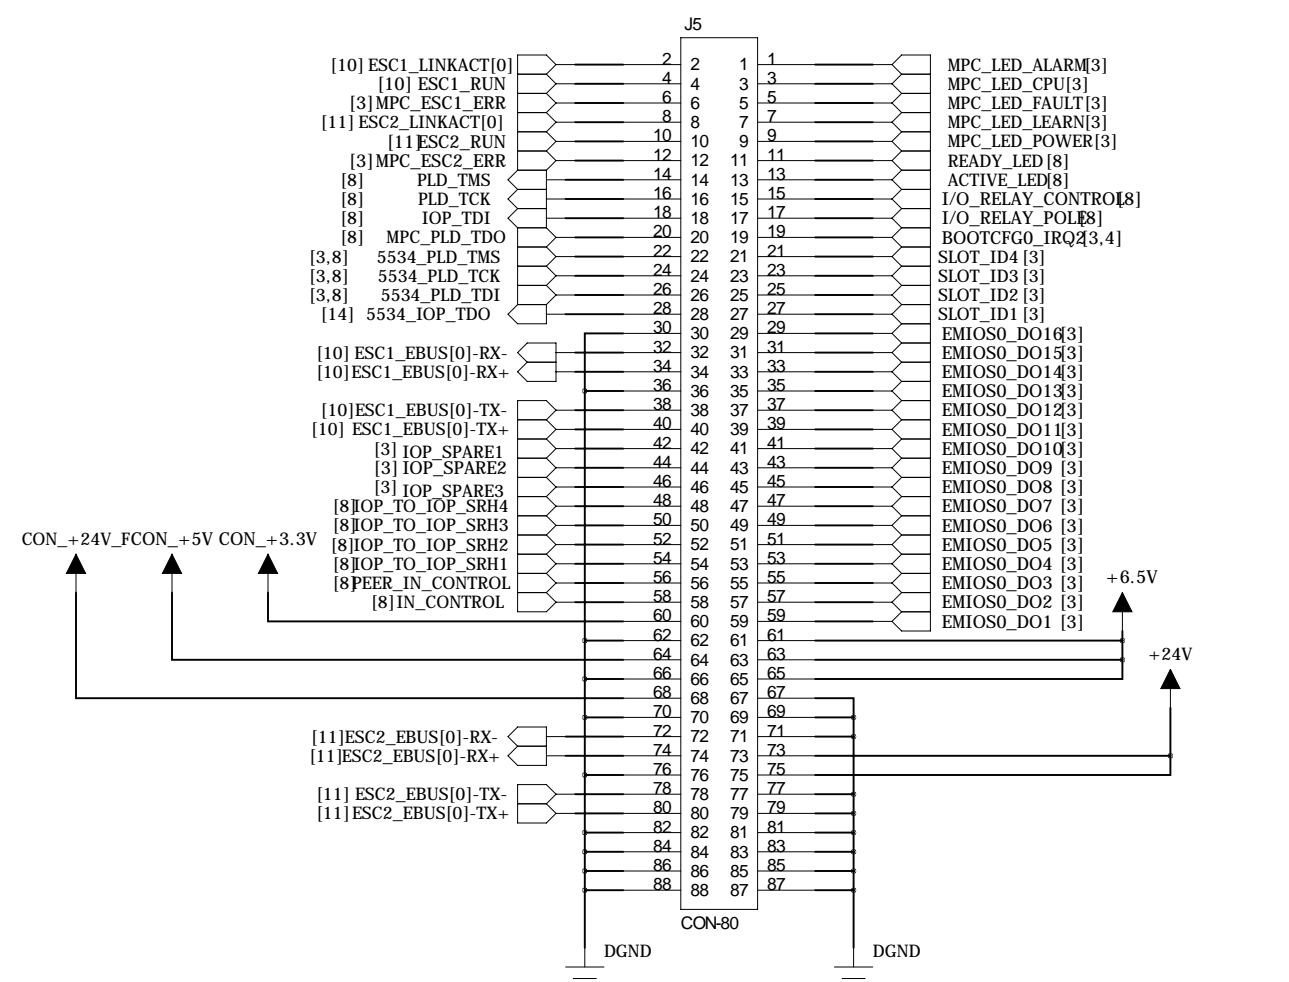 J5
[10] ESC1_LINKACT[0] 2 2 1 1 MPC_LED_ALARM[3]
[10] ESC1_RUN 4 4 3 3 MPC_LED_CPU[3]
[3]MPC_ESC1_ERR 6 6 5 5 MPC_LED_FAULT[3]
[11] ESC2_LINKACT[0] 8 8 7 7 MPC_LED_LEARN[3]
[11]ESC2_RUN 10 10 9 9 MPC_LED_POWER[3]
[3]MPC_ESC2_ERR 12 12 11 11 READY_LED[8]
[8] PLD_TMS 14 14 13 13 ACTIVE_LED[8]
[8] PLD_TCK 16 16 15 15 I/O_RELAY_CONTROL[8]
[8] IOP_TDI 18 18 17 17 I/O_RELAY_POLE[8]
[8] MPC_PLD_TDO 20 20 19 19 BOOTCFG0_IRQ2[3,4]
[3,8] 5534_PLD_TMS 22 22 21 21 SLOT_ID4 [3]
[3,8] 5534_PLD_TCK 24 24 23 23 SLOT_ID3 [3]
[3,8] 5534_PLD_TDI 26 26 25 25 SLOT_ID2 [3]
[14] 5534_IOP_TDO 28 28 27 27 SLOT_ID1 [3]
30 30 29 29 EMIOS0_DO16[3]
[10] ESC1_EBUS[0]-RX- 32 32 31 31 EMIOS0_DO15[3]
[10] ESC1_EBUS[0]-RX+ 34 34 33 33 EMIOS0_DO14[3]
36 36 35 35 EMIOS0_DO13[3]
[10]ESC1_EBUS[0]-TX- 38 38 37 37 EMIOS0_DO12[3]
[10] ESC1_EBUS[0]-TX+ 40 40 39 39 EMIOS0_DO11[3]
[3] IOP_SPARE1 42 42 41 41 EMIOS0_DO10[3]
[3] IOP_SPARE2 44 44 43 43 EMIOS0_DO9 [3]
[3] IOP_SPARE3 46 46 45 45 EMIOS0_DO8 [3]
[8]IOP_TO_IOP_SRH4 48 48 47 47 EMIOS0_DO7 [3]
[8]IOP_TO_IOP_SRH3 50 50 49 49 EMIOS0_DO6 [3]
CON_+24V_F CON_+5V CON_+3.3V [8]IOP_TO_IOP_SRH2 52 52 51 51 EMIOS0_DO5 [3]
[8]IOP_TO_IOP_SRH1 54 54 53 53 EMIOS0_DO4 [3]
[8]PEER_IN_CONTROL 56 56 55 55 EMIOS0_DO3 [3] +6.5V
[8]IN_CONTROL 58 58 57 57 EMIOS0_DO2 [3]
60 60 59 59 EMIOS0_DO1 [3]
62 62 61 61
64 64 63 63 +24V
66 66 65 65
68 68 67 67
70 70 69 69
[11]ESC2_EBUS[0]-RX- 72 72 71 71
[11]ESC2_EBUS[0]-RX+ 74 74 73 73
76 76 75 75
[11] ESC2_EBUS[0]-TX- 78 78 77 77
[11] ESC2_EBUS[0]-TX+ 80 80 79 79
82 82 81 81
84 84 83 83
86 86 85 85
88 88 87 87
CON-80
DGND DGND